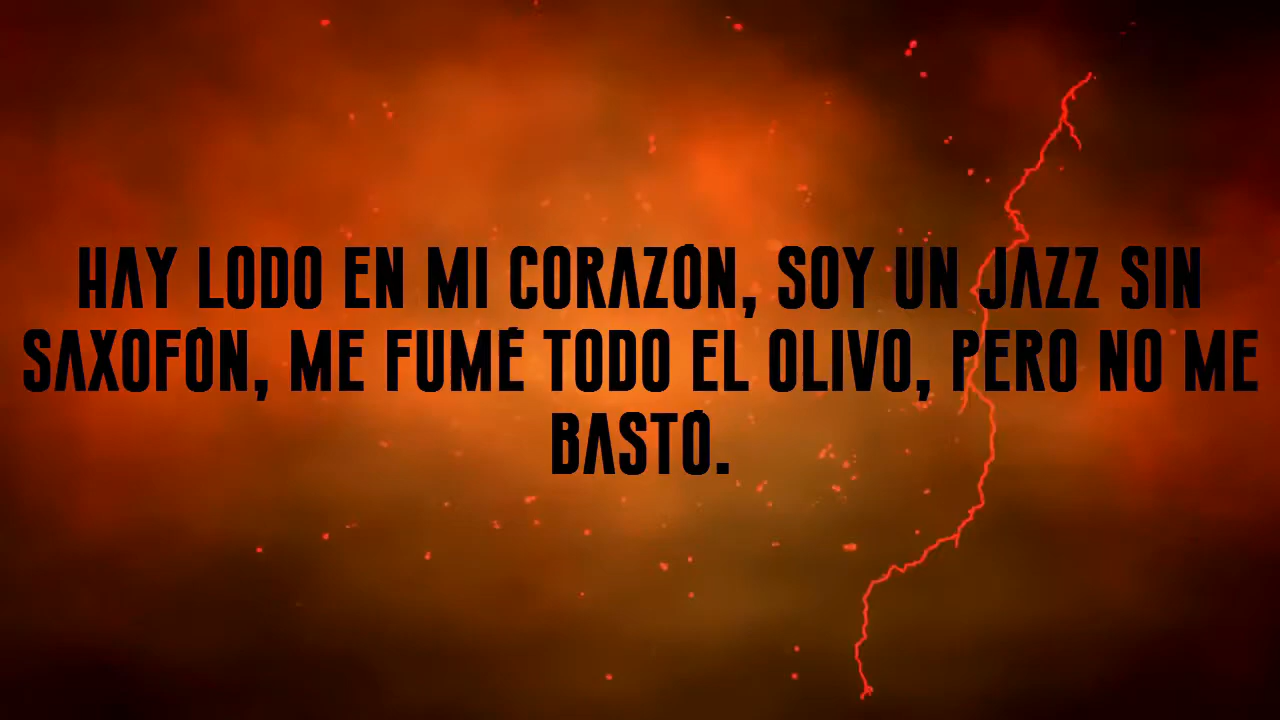 HAY LODO EN MI CORAZÓN, SOY UN JAZZ SIN
SAXOFÓN, ME FUMÉ TODO EL OLIVO, PERO NO ME
BASTÓ.